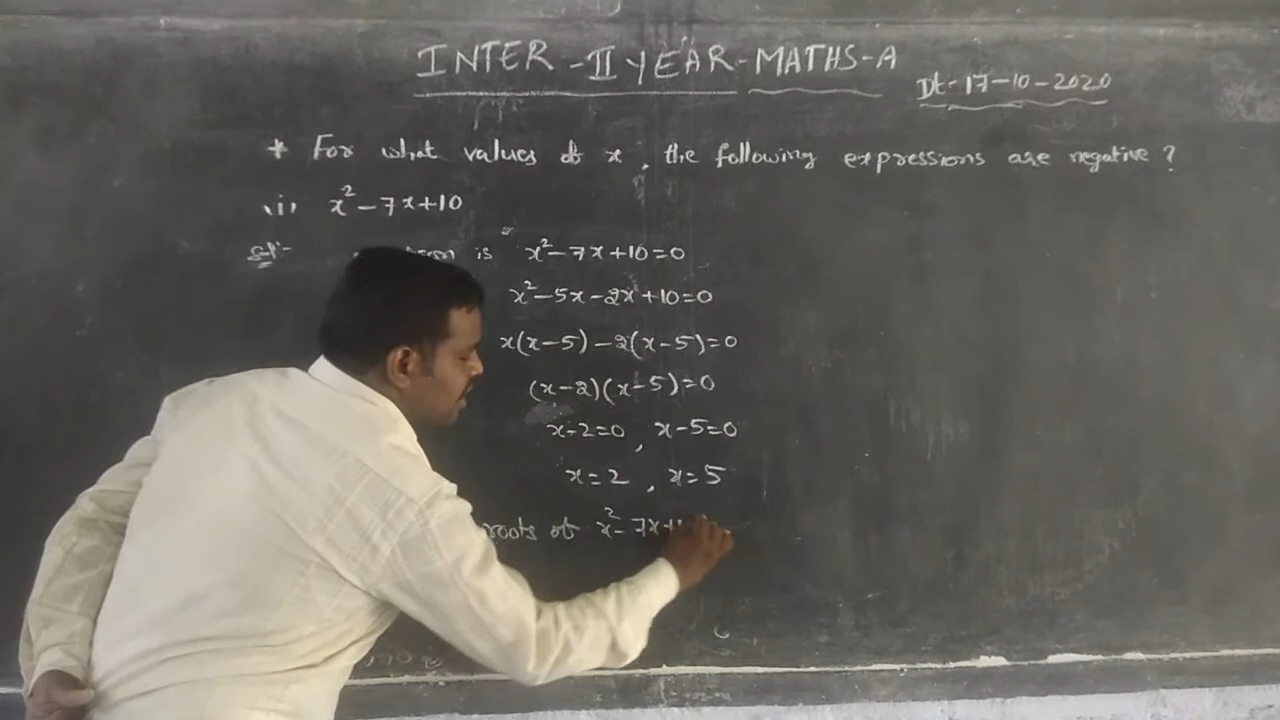 INTER - II YEAR - MATHS - A
Dt - 17-10-2020
* For what values of x, the following expressions are negative?
(i) x² - 7x + 10
Sol:- is x² - 7x + 10 = 0
x² - 5x - 2x + 10 = 0
x(x-5) - 2(x-5) = 0
(x-2)(x-5) = 0
x-2=0, x-5=0
x=2, x=5
roots of x² - 7x +